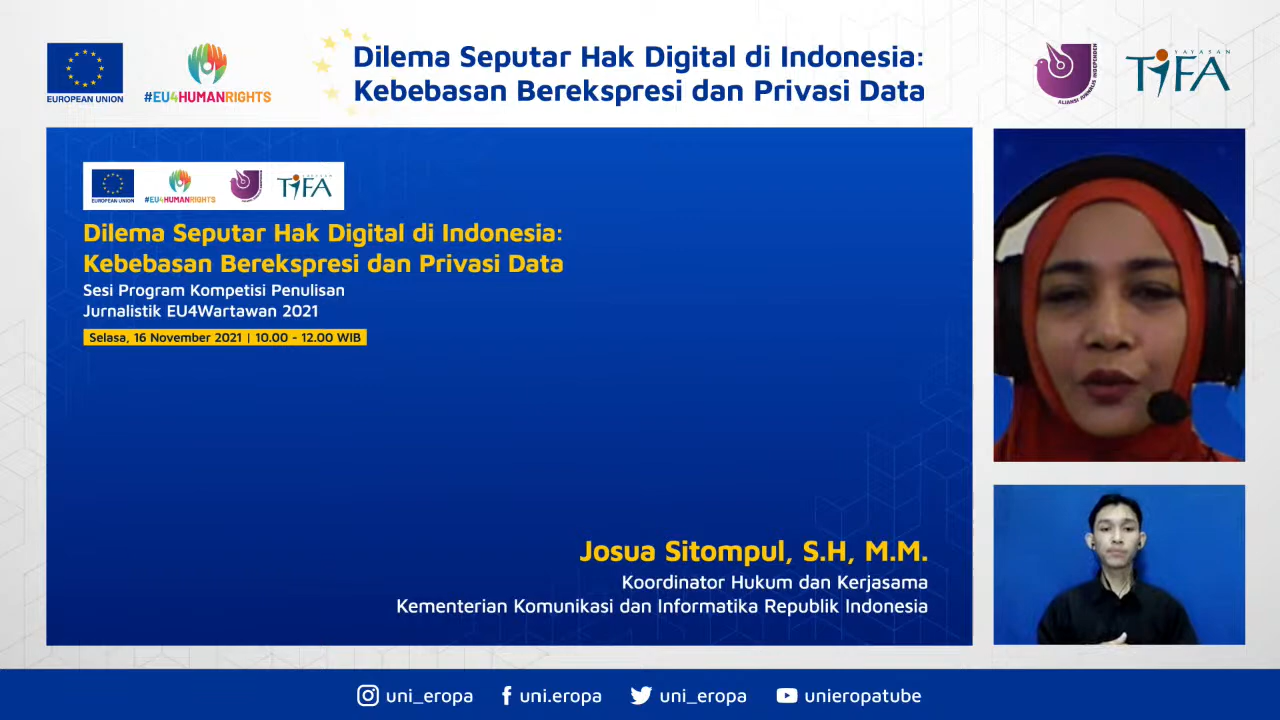 EUROPEAN UNION
#EU4HUMANRIGHTS
Dilema Seputar Hak Digital di Indonesia:
Kebebasan Berekspresi dan Privasi Data
ALIANSI JURNALIS INDEPENDEN
YAYASAN
TIFA
EUROPEAN UNION
#EU4HUMANRIGHTS
TIFA
Dilema Seputar Hak Digital di Indonesia:
Kebebasan Berekspresi dan Privasi Data
Sesi Program Kompetisi Penulisan
Jurnalistik EU4Wartawan 2021
Selasa, 16 November 2021 | 10.00 - 12.00 WIB
Josua Sitompul, S.H, M.M.
Koordinator Hukum dan Kerjasama
Kementerian Komunikasi dan Informatika Republik Indonesia
uni_eropa uni.eropa uni_eropa unieropatube